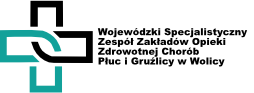 Wojewódzki Specjalistyczny
Zespół Zakładów Opieki
Zdrowotnej Chorób
Płuc i Gruźlicy w Wolicy